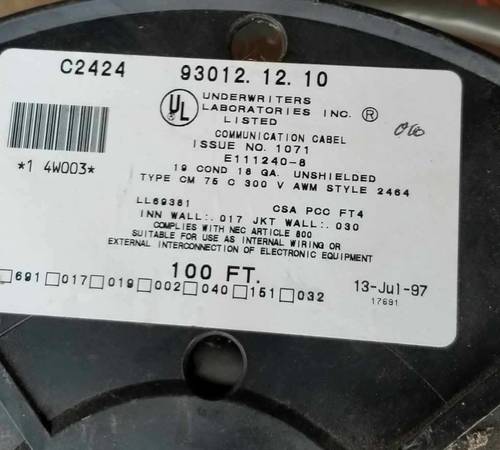 C2424 93012.12.10
UL UNDERWRITERS
LABORATORIES INC. ®
LISTED
COMMUNICATION CABEL
ISSUE NO. 1071
E111240-8
*1 4W003*
19 COND 18 GA. UNSHIELDED
TYPE CM 75 C 300 V AWM STYLE 2464
LL69361 CSA PCC FT4
INN WALL:.017 JKT WALL:.030
COMPLIES WITH NEC ARTICLE 800
SUITABLE FOR USE AS INTERNAL WIRING OR
EXTERNAL INTERCONNECTION OF ELECTRONIC EQUIPMENT
100 FT.
□691 □017 □019 □002 □040 □151 □032
13-Jul-97
17691